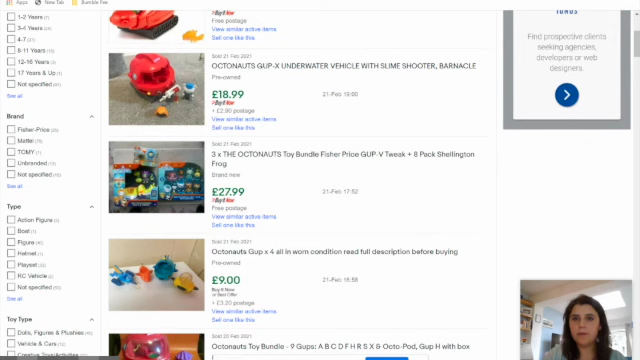 Apps
New Tab
Bumble Fee
1-2 Years (7)
3-4 Years
4-7
8-11 Years
12-16 Years
17 Years & Up
Not specified
See all
Brand
Fisher-Price
Mattel
TOMY
Unbranded
Not specified
See all
Type
Action Figure
Boat
Figure
Helmet
Playset
RC Vehicle
Not specified
See all
Toy Type
Dolls, Figures & Plushies
Vehicle & Cars
Creative Toys/Activities
Buy It Now
Free postage
View similar active items
Sell one like this
Sold 21 Feb 2021
OCTONAUTS GUP-X UNDERWATER VEHICLE WITH SLIME SHOOTER, BARNACLE
Pre-owned
£18.99
21-Feb 19:00
Buy It Now
+ £2.90 postage
View similar active items
Sell one like this
Sold 21 Feb 2021
3 x THE OCTONAUTS Toy Bundle Fisher Price GUP-V Tweak + 8 Pack Shellington
Frog
Brand new
£27.99
21-Feb 17:52
Buy It Now
Free postage
View similar active items
Sell one like this
Sold 21 Feb 2021
Octonauts Gup x 4 all in worn condition read full description before buying
Pre-owned
£9.00
21-Feb 16:58
Buy It Now
or Best Offer
+ £3.20 postage
View similar active items
Sell one like this
Sold 20 Feb 2021
Octonauts Toy Bundle - 9 Gups: A B C D F H R S X & Octo-Pod, Gup H with box
Find prospective clients
seeking agencies,
developers or web
designers.